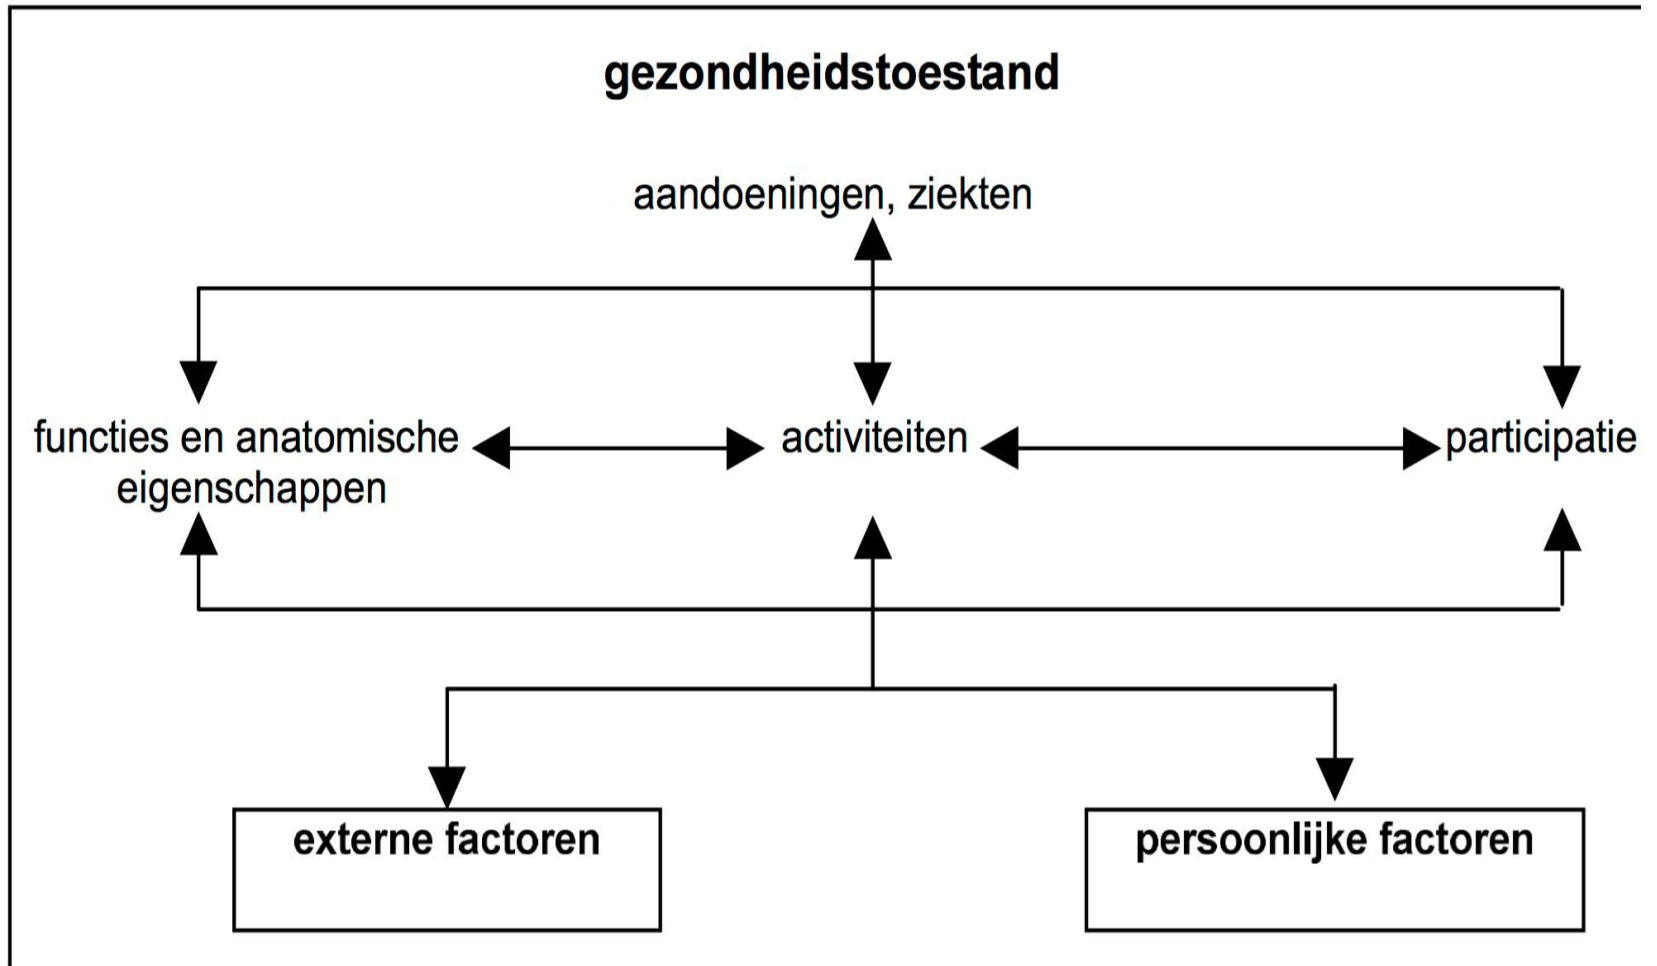 gezondheidstoestand
aandoeningen, ziekten
functies en anatomische
eigenschappen
activiteiten
participatie
externe factoren
persoonlijke factoren